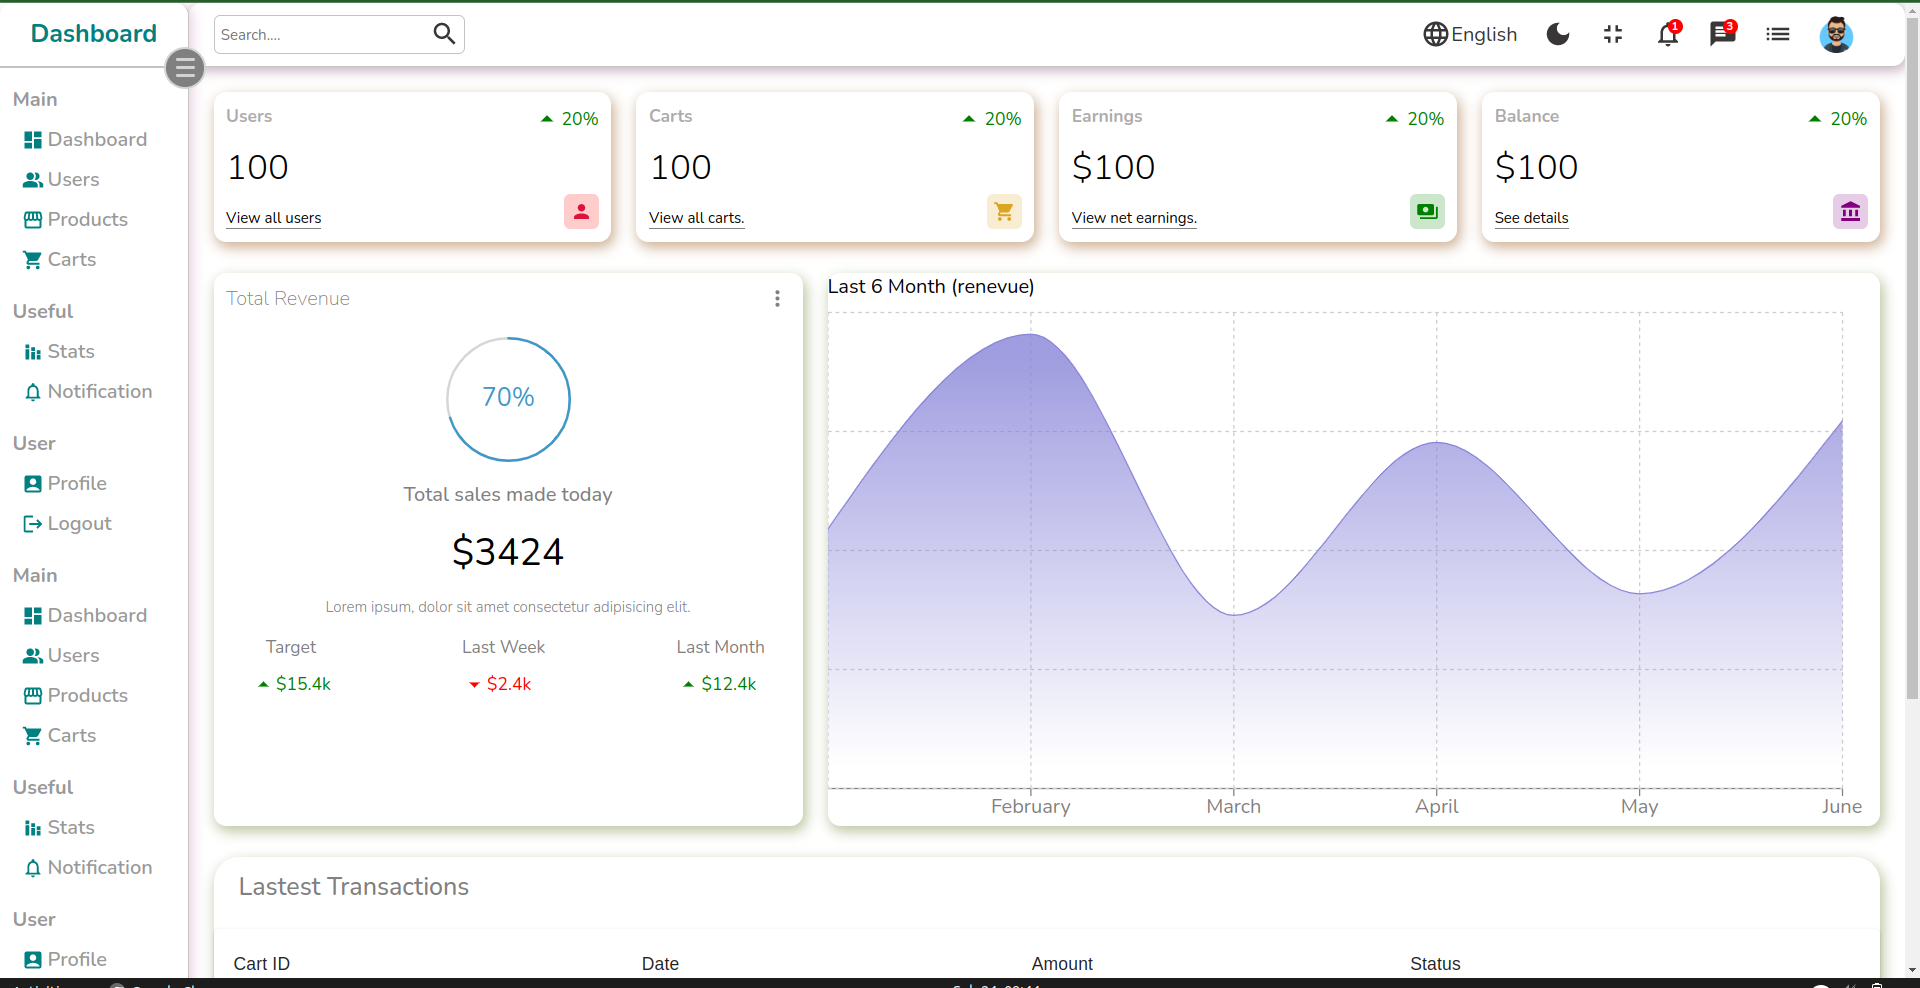 Dashboard
Search....
English
1
3
Main
Dashboard
Users
Products
Carts
Useful
Stats
Notification
User
Profile
Logout
Main
Dashboard
Users
Products
Carts
Useful
Stats
Notification
User
Profile
Users
20%
100
View all users
Carts
20%
100
View all carts.
Earnings
20%
$100
View net earnings.
Balance
20%
$100
See details
Total Revenue
70%
Total sales made today
$3424
Lorem ipsum, dolor sit amet consectetur adipisicing elit.
Target Last Week Last Month
$15.4k $2.4k $12.4k
Last 6 Month (renevue)
February March April May June
Lastest Transactions
Cart ID Date Amount Status